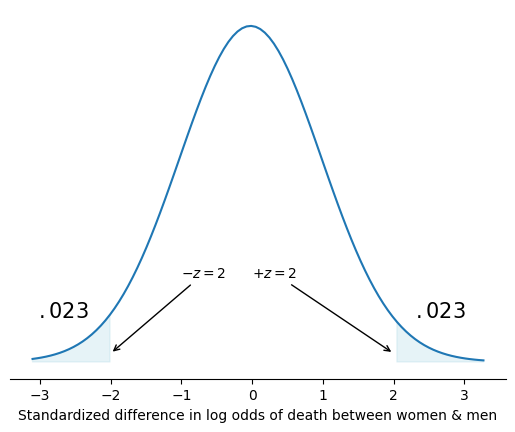 −z = 2 +z = 2
.023 .023
−3 −2 −1 0 1 2 3
Standardized difference in log odds of death between women & men